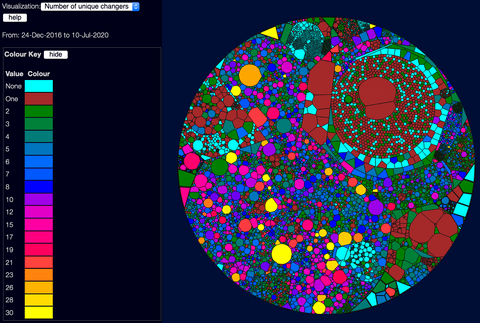 Visualization: Number of unique changers
help
From: 24-Dec-2016 to 10-Jul-2020
Colour Key hide
Value Colour
None
One
2
3
4
5
6
7
8
10
12
15
17
19
21
23
26
28
30